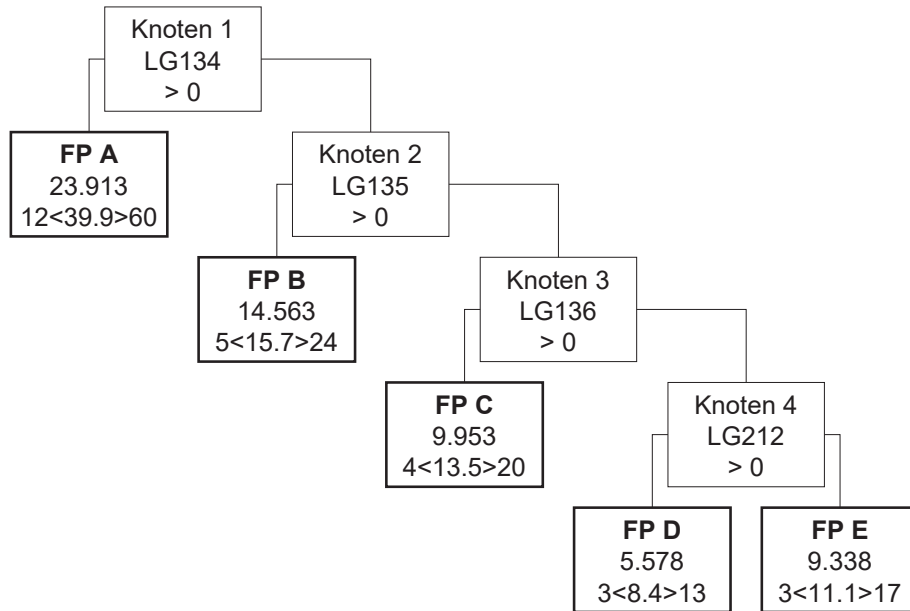 Knoten 1
LG134
> 0
FP A
23.913
12<39.9>60
Knoten 2
LG135
> 0
FP B
14.563
5<15.7>24
Knoten 3
LG136
> 0
FP C
9.953
4<13.5>20
Knoten 4
LG212
> 0
FP D
5.578
3<8.4>13
FP E
9.338
3<11.1>17